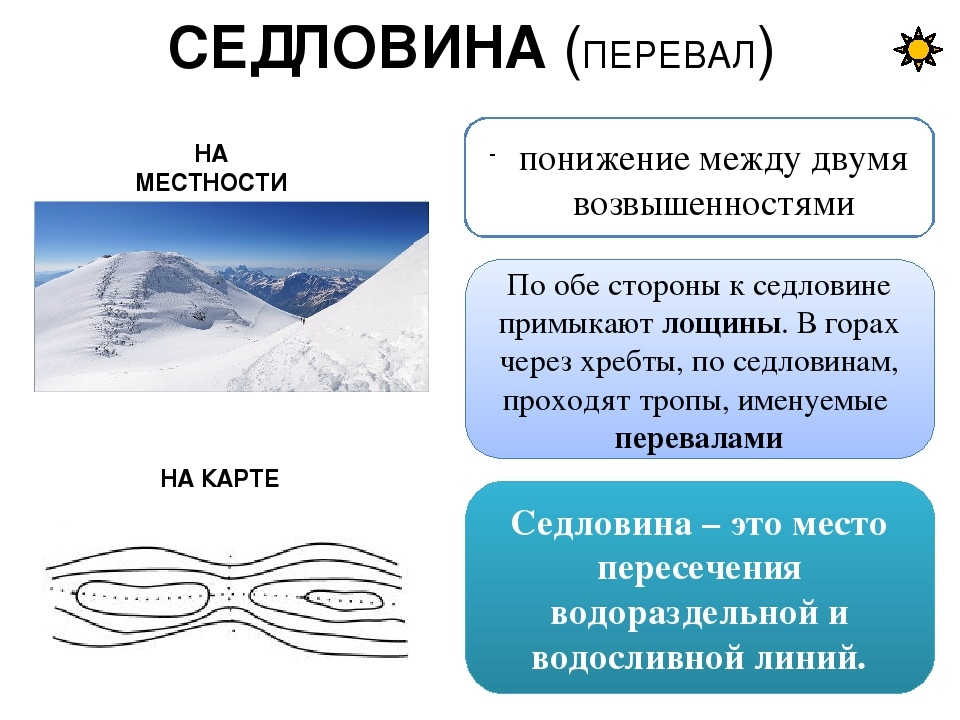 СЕДЛОВИНА (ПЕРЕВАЛ)
НА
МЕСТНОСТИ
- понижение между двумя
возвышенностями
По обе стороны к седловине
примыкают лощины. В горах
через хребты, по седловинам,
проходят тропы, именуемые
перевалами
НА КАРТЕ
Седловина – это место
пересечения
водораздельной и
водосливной линий.